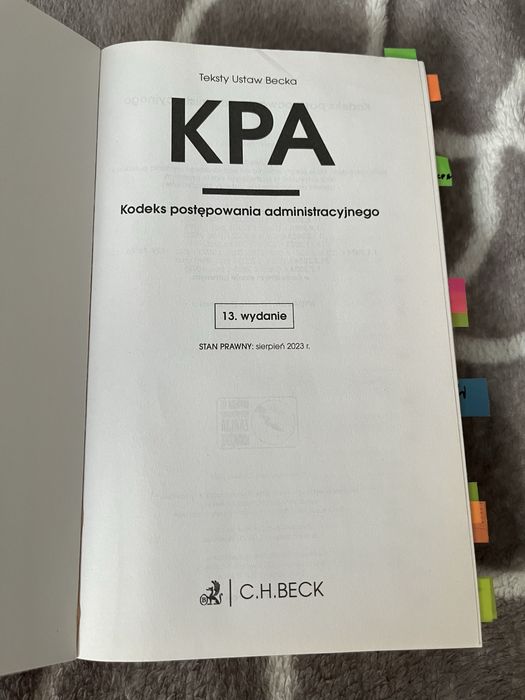 Teksty Ustaw Becka
KPA
Kodeks postępowania administracyjnego
13. wydanie
STAN PRAWNY: sierpień 2023 r.
C.H.BECK